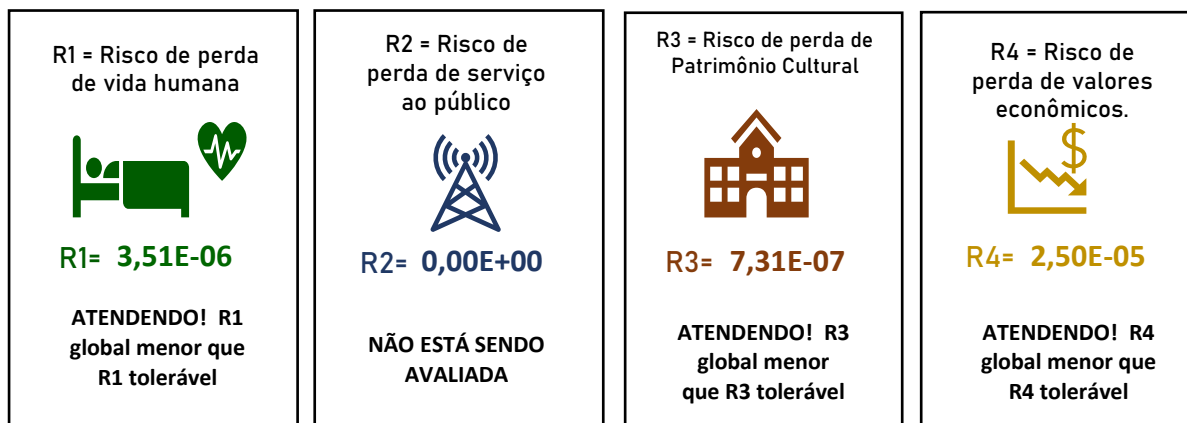 R1 = Risco de perda
de vida humana
R1= 3,51E-06
ATENDENDO! R1
global menor que
R1 tolerável
R2 = Risco de
perda de serviço
ao público
R2= 0,00E+00
NÃO ESTÁ SENDO
AVALIADA
R3 = Risco de perda de
Patrimônio Cultural
R3= 7,31E-07
ATENDENDO! R3
global menor
que R3 tolerável
R4 = Risco de
perda de valores
econômicos.
$
R4= 2,50E-05
ATENDENDO! R4
global menor que
R4 tolerável